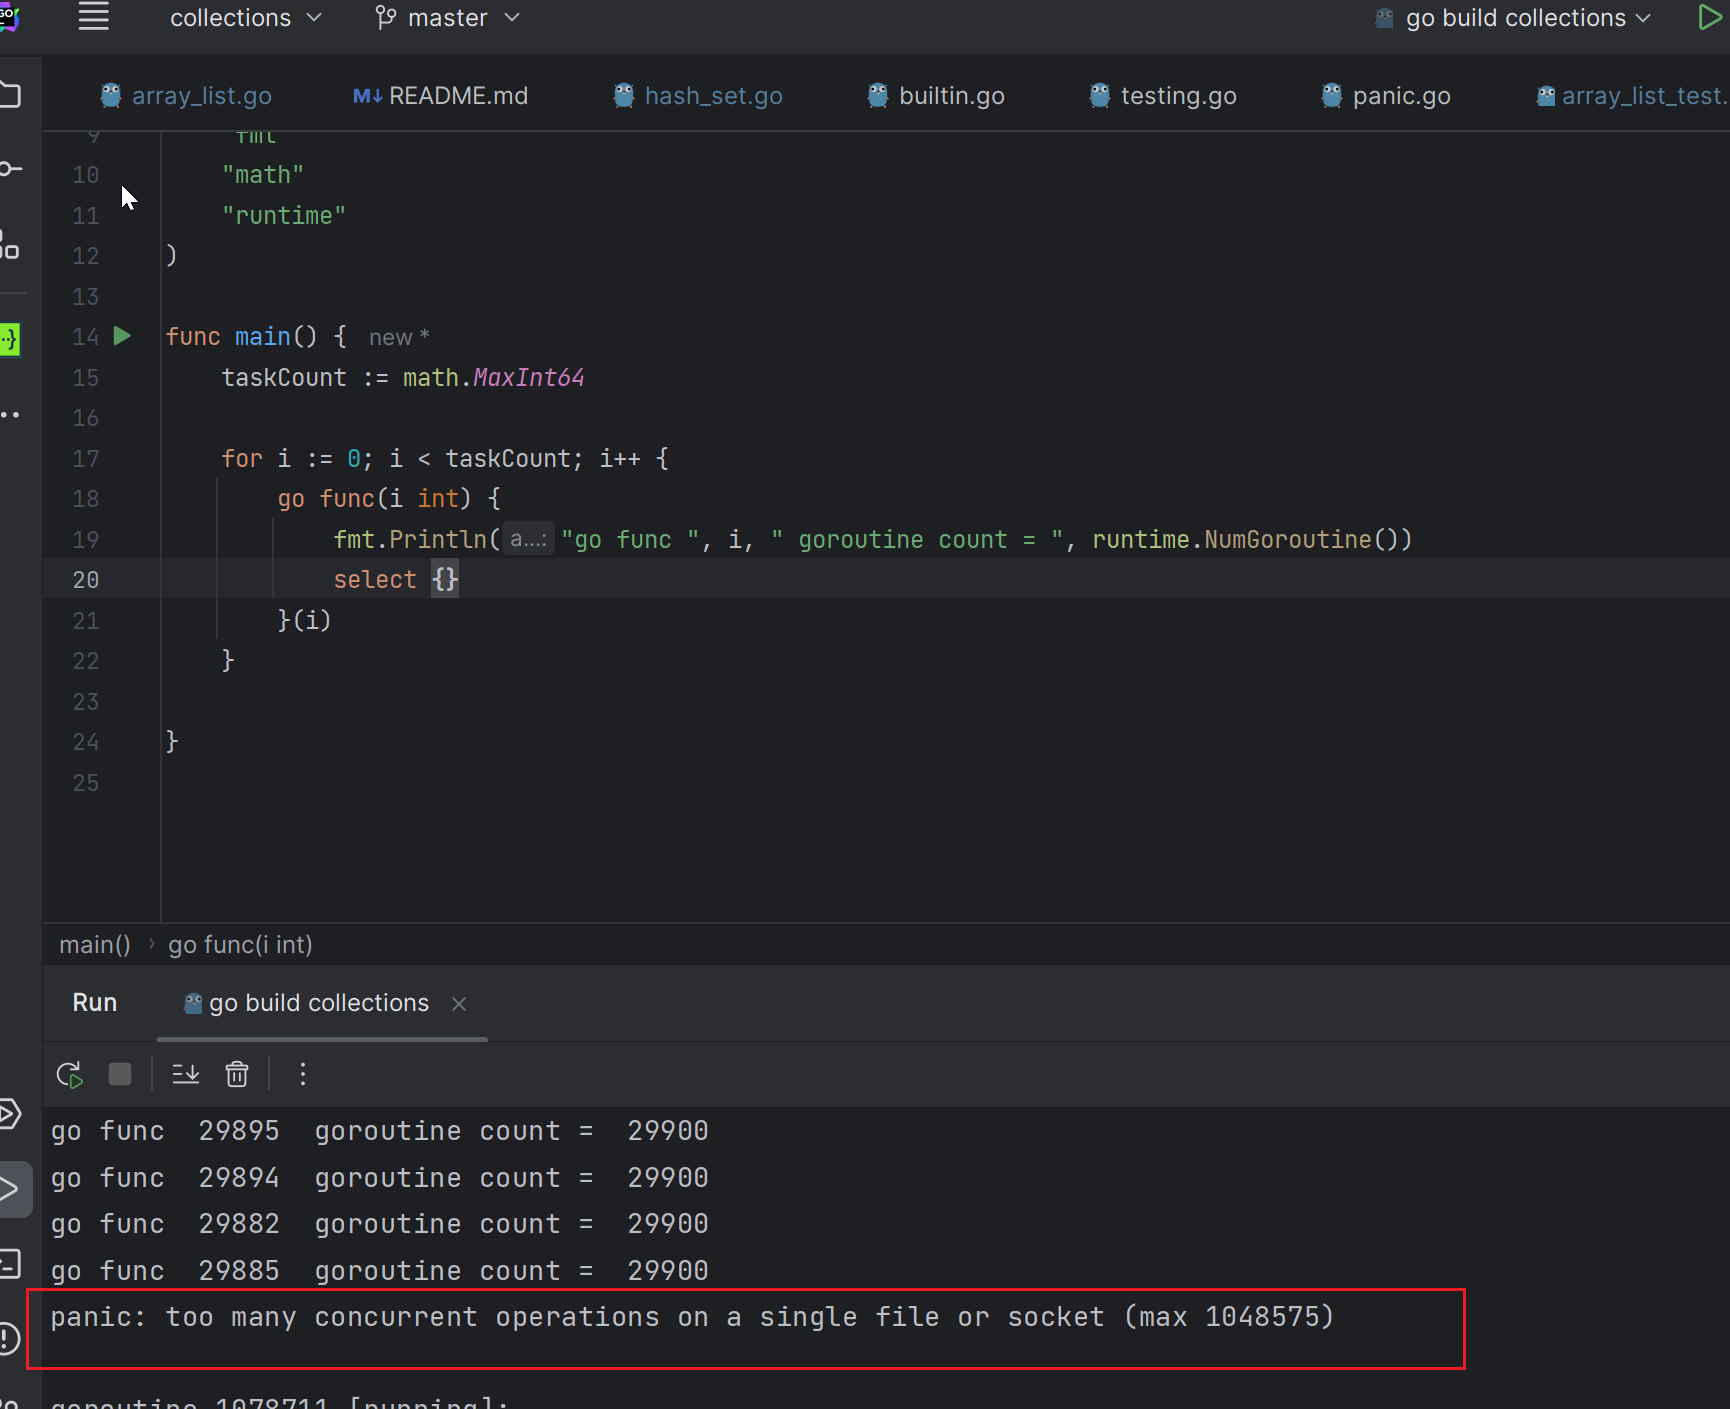 GO
collections master go build collections
array_list.go M↓ README.md hash_set.go builtin.go testing.go panic.go array_list_test.
9 "fmt"
10 "math"
11 "runtime"
12 )
13
14 func main() { new *
15 taskCount := math.MaxInt64
16
17 for i := 0; i < taskCount; i++ {
18 go func(i int) {
19 fmt.Println( a...: "go func ", i, " goroutine count = ", runtime.NumGoroutine())
20 select {}
21 }(i)
22 }
23
24 }
25
main() › go func(i int)
Run go build collections
go func  29895  goroutine count =  29900
go func  29894  goroutine count =  29900
go func  29882  goroutine count =  29900
go func  29885  goroutine count =  29900
panic: too many concurrent operations on a single file or socket (max 1048575)
goroutine 1078711 [running]: